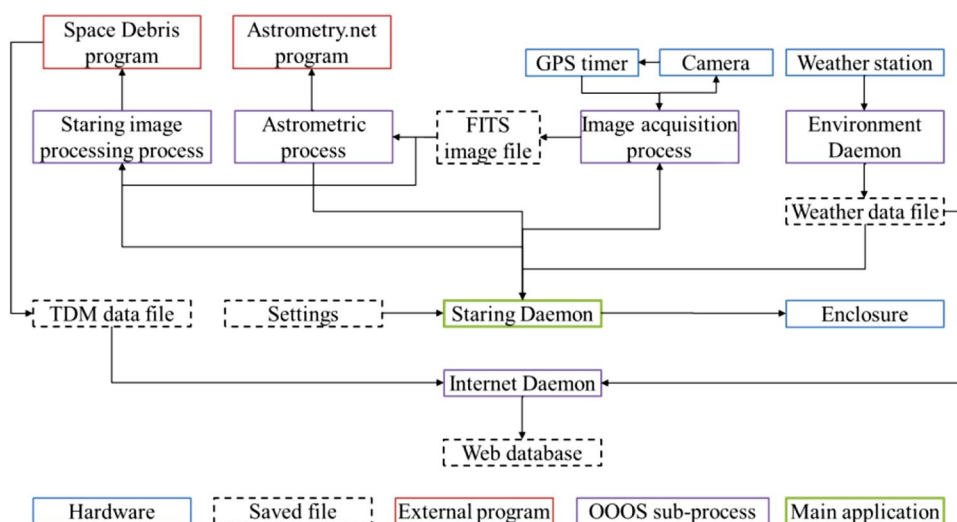 Space Debris
program
Astrometry.net
program
GPS timer
Camera
Weather station
Staring image
processing process
Astrometric
process
FITS
image file
Image acquisition
process
Environment
Daemon
Weather data file
TDM data file
Settings
Staring Daemon
Enclosure
Internet Daemon
Web database
Hardware
Saved file
External program
OOOS sub-process
Main application